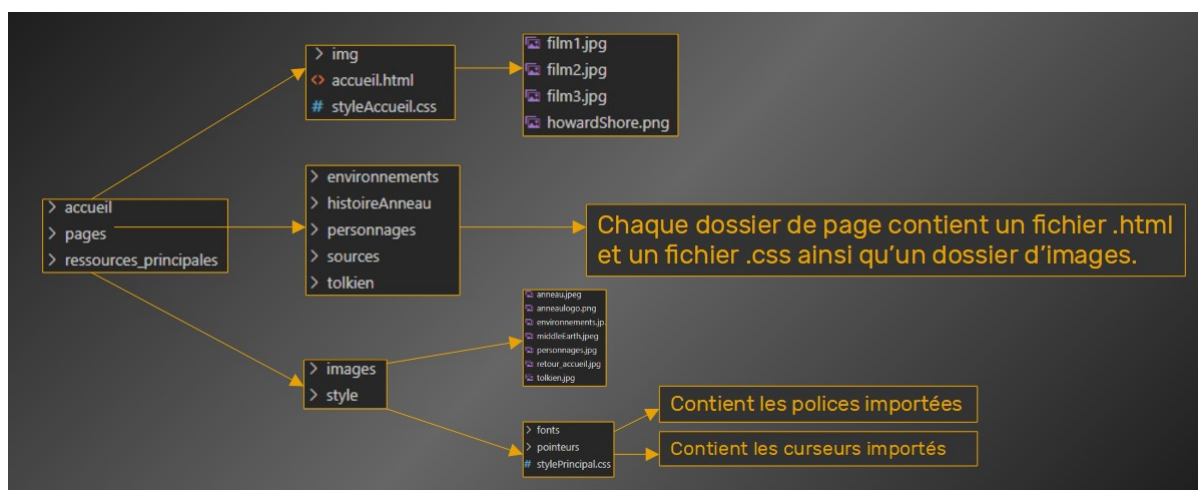 img
accueil.html
# styleAccueil.css
film1.jpg
film2.jpg
film3.jpg
howardShore.png
accueil
pages
ressources_principales
environnements
histoireAnneau
personnages
sources
tolkien
Chaque dossier de page contient un fichier .html
et un fichier .css ainsi qu'un dossier d'images.
images
style
anneau.jpeg
anneaulogo.png
environnements.jp
middleEarth.jpeg
personnages.jpg
retour_accueil.jpg
tolkien.jpg
fonts
pointeurs
# stylePrincipal.css
Contient les polices importées
Contient les curseurs importés